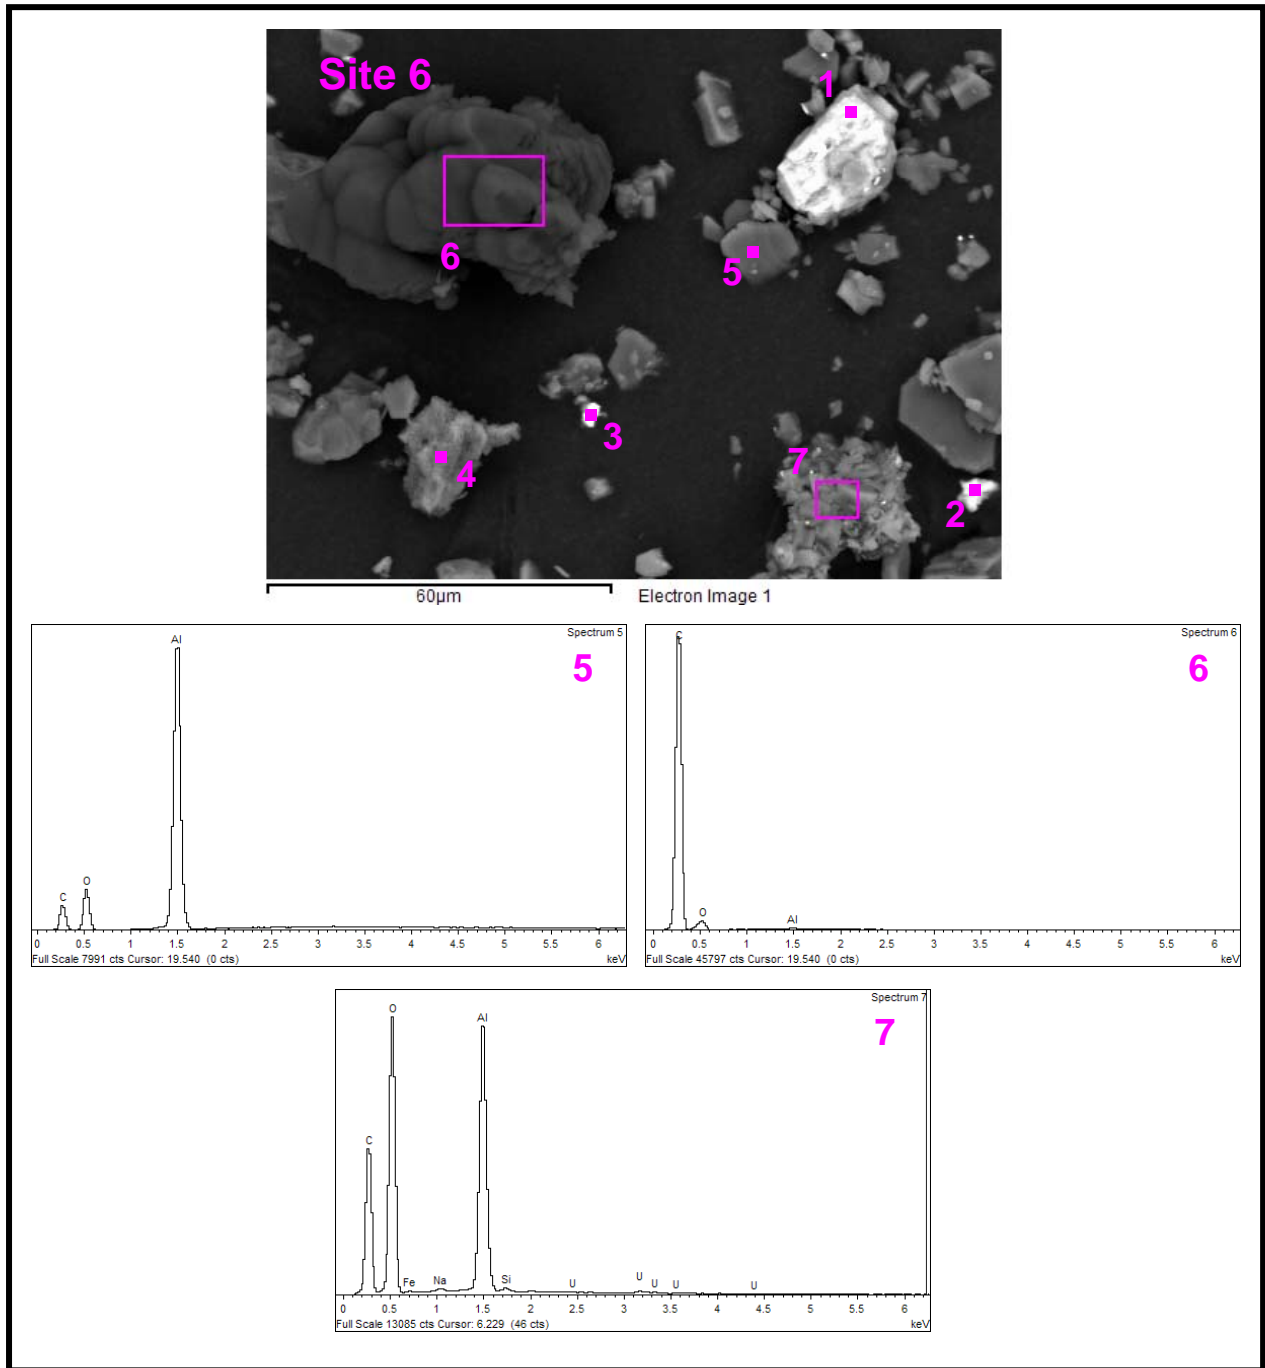 Site 6
1
6
5
3
4
7
2
60µm
Electron Image 1
Spectrum 5
5
Al
O
C
0 0.5 1 1.5 2 2.5 3 3.5 4 4.5 5 5.5 6
Full Scale 7991 cts Cursor: 19.540 (0 cts) keV
Spectrum 6
6
C
O
Al
0 0.5 1 1.5 2 2.5 3 3.5 4 4.5 5 5.5 6
Full Scale 45797 cts Cursor: 19.540 (0 cts) keV
Spectrum 7
7
O
Al
C
Fe Na Si U U U U U
0 0.5 1 1.5 2 2.5 3 3.5 4 4.5 5 5.5 6
Full Scale 13085 cts Cursor: 6.229 (46 cts) keV